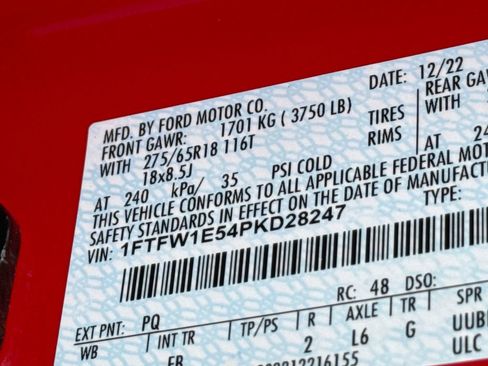 MFD. BY FORD MOTOR CO.
DATE: 12/22
FRONT GAWR: 1701 KG ( 3750 LB)
REAR GA
WITH 275/65R18 116T TIRES
WITH
18x8.5J RIMS
AT 240 kPa/ 35 PSI COLD
AT 24
THIS VEHICLE CONFORMS TO ALL APPLICABLE FEDERAL MOT
SAFETY STANDARDS IN EFFECT ON THE DATE OF MANUFACTU
VIN: 1FTFW1E54PKD28247
TYPE:
EXT PNT: PQ
RC: 48 DSO:
WB INT TR TP/PS R AXLE TR SPR
2 L6 G UUB
ULC